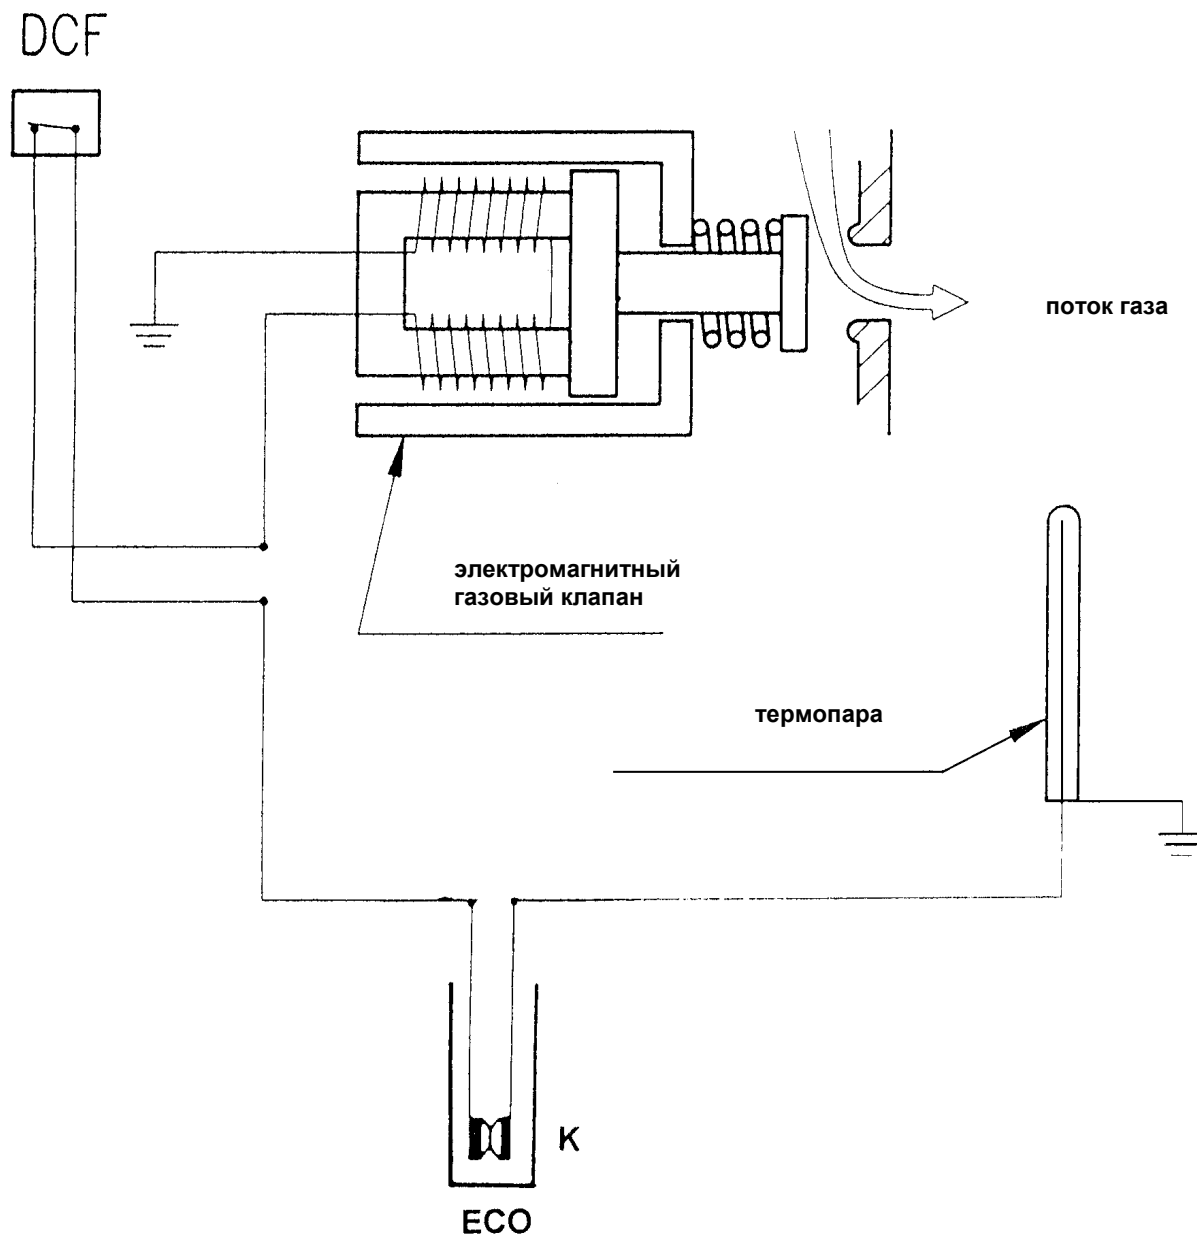 DCF
поток газа
электромагнитный
газовый клапан
термопара
K
ECO